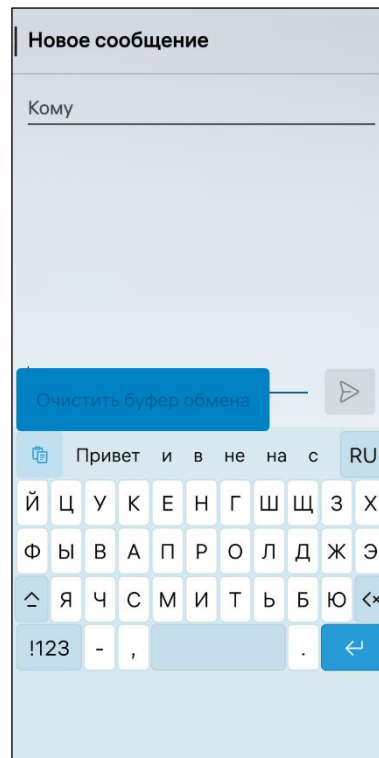 Новое сообщение
Кому
Очистить буфер обмена
Привет и в не на с RU
Й Ц У К Е Н Г Ш Щ З Х
Ф Ы В А П Р О Л Д Ж Э
Я Ч С М И Т Ь Б Ю
!123 - , .